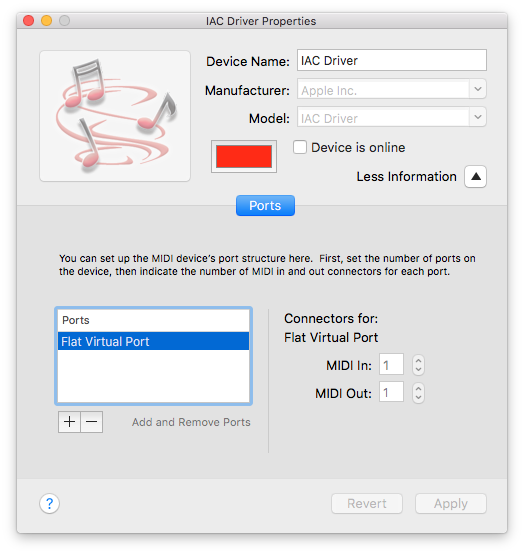 IAC Driver Properties
Device Name: IAC Driver
Manufacturer: Apple Inc.
Model: IAC Driver
Device is online
Less Information
Ports
You can set up the MIDI device's port structure here. First, set the number of ports on
the device, then indicate the number of MIDI in and out connectors for each port.
Ports
Flat Virtual Port
+ −
Add and Remove Ports
Connectors for:
Flat Virtual Port
MIDI In: 1
MIDI Out: 1
?
Revert
Apply